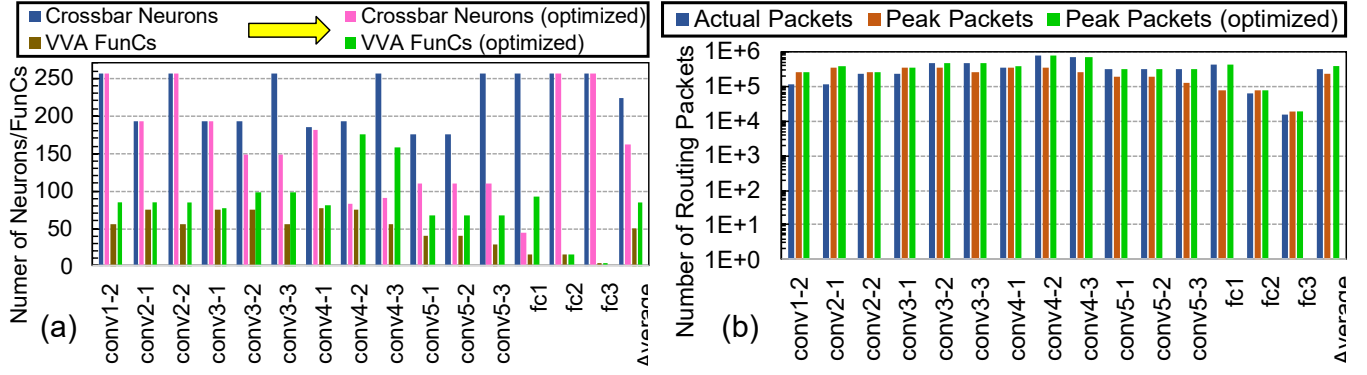 Crossbar Neurons
Crossbar Neurons (optimized)
VVA FunCs
VVA FunCs (optimized)
Numer of Neurons/FunCs
250
200
150
100
50
0
conv1-2
conv2-1
conv2-2
conv3-1
conv3-2
conv3-3
conv4-1
conv4-2
conv4-3
conv5-1
conv5-2
conv5-3
fc1
fc2
fc3
Average
(a)
Actual Packets
Peak Packets
Peak Packets (optimized)
Number of Routing Packets
1E+6
1E+5
1E+4
1E+3
1E+2
1E+1
1E+0
conv1-2
conv2-1
conv2-2
conv3-1
conv3-2
conv3-3
conv4-1
conv4-2
conv4-3
conv5-1
conv5-2
conv5-3
fc1
fc2
fc3
Average
(b)